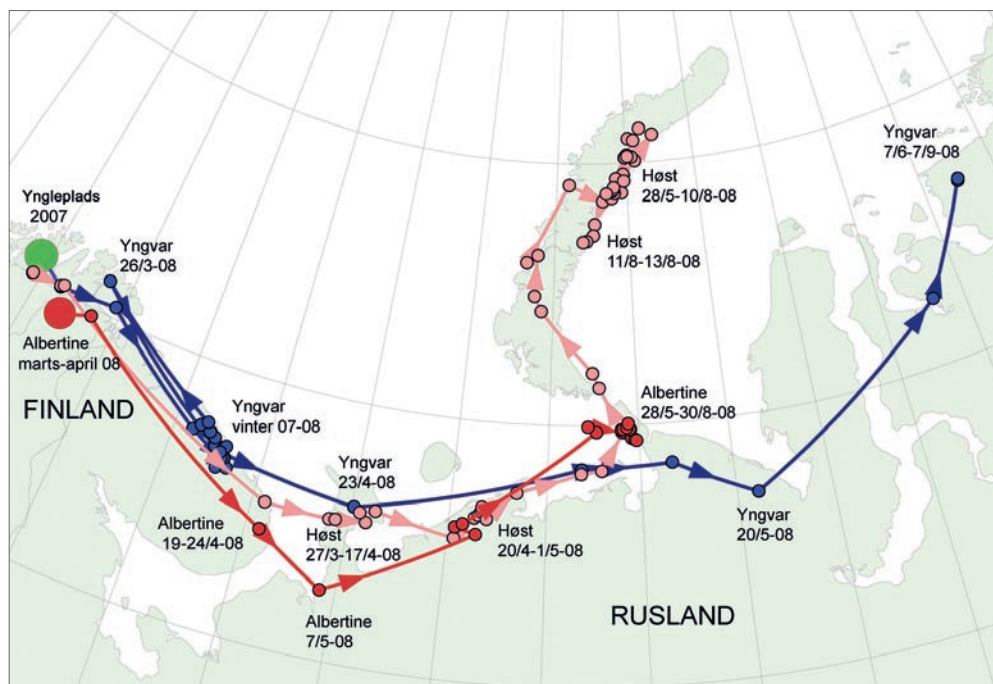 Yngleplads
2007
Yngvar
26/3-08
Albertine
marts-april 08
FINLAND
Yngvar
vinter 07-08
Albertine
19-24/4-08
Høst
27/3-17/4-08
Yngvar
23/4-08
Albertine
7/5-08
Høst
20/4-1/5-08
RUSLAND
Albertine
28/5-30/8-08
Høst
11/8-13/8-08
Høst
28/5-10/8-08
Yngvar
20/5-08
Yngvar
7/6-7/9-08